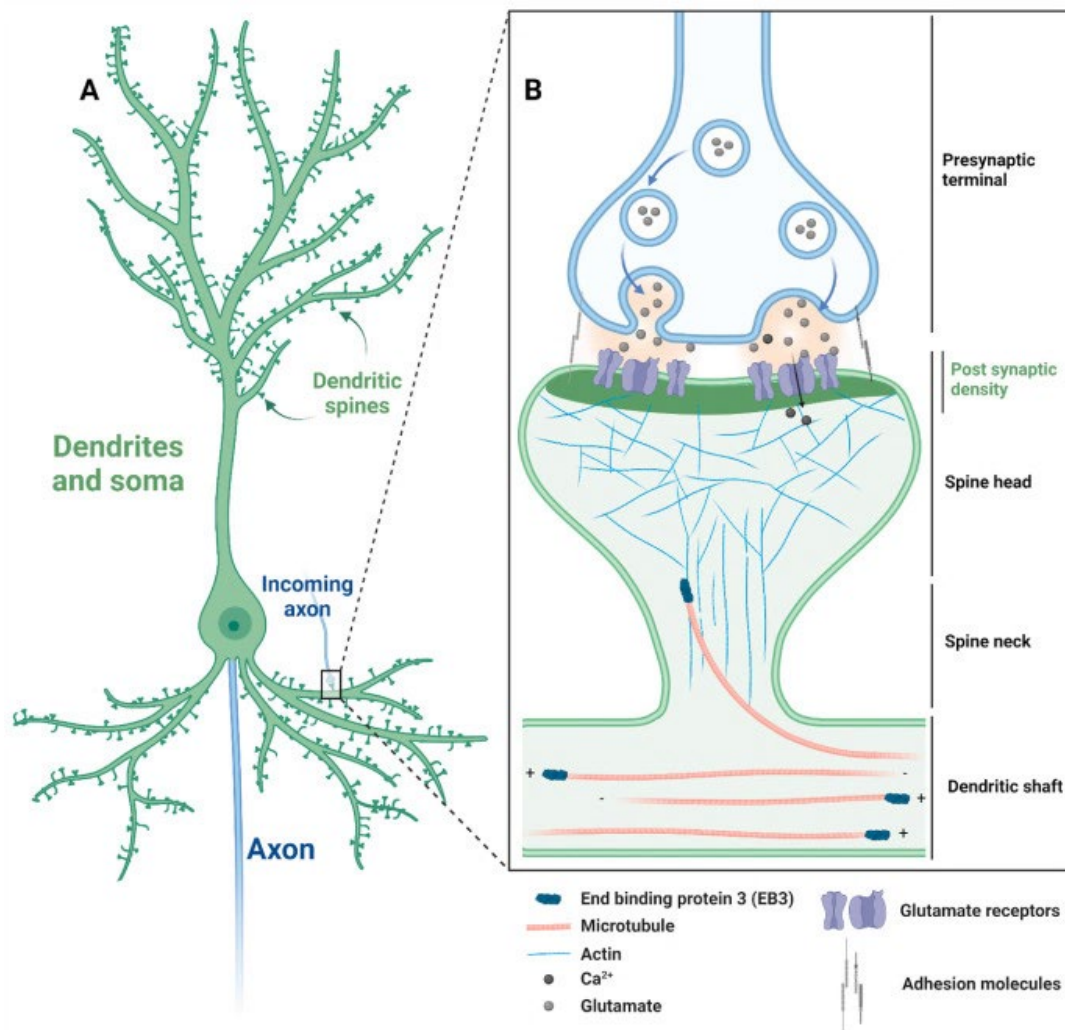 A
B
Presynaptic
terminal
Post synaptic
density
Dendritic
spines
Dendrites
and soma
Spine head
Incoming
axon
Spine neck
+
-
Dendritic shaft
-
+
+
Axon
End binding protein 3 (EB3)
Microtubule
Actin
Ca²⁺
Glutamate
Glutamate receptors
Adhesion molecules